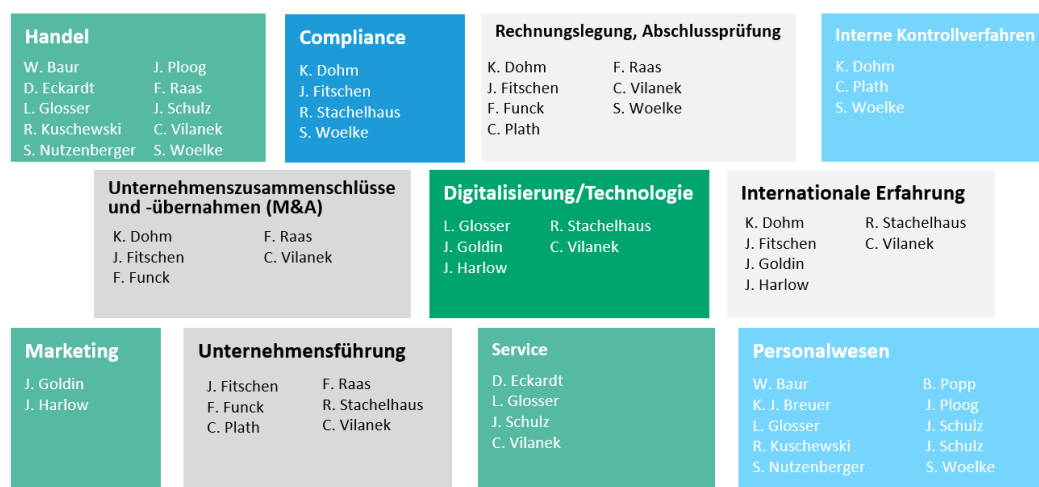 Handel
W. Baur
D. Eckardt
L. Glosser
R. Kuschewski
S. Nutzenberger
J. Ploog
F. Raas
J. Schulz
C. Vilanek
S. Woelke
Compliance
K. Dohm
J. Fitschen
R. Stachelhaus
S. Woelke
Rechnungslegung, Abschlussprüfung
K. Dohm
J. Fitschen
F. Funck
C. Plath
F. Raas
C. Vilanek
S. Woelke
Interne Kontrollverfahren
K. Dohm
C. Plath
S. Woelke
Unternehmenszusammenschlüsse
und -übernahmen (M&A)
K. Dohm
J. Fitschen
F. Funck
F. Raas
C. Vilanek
Digitalisierung/Technologie
L. Glosser
J. Goldin
J. Harlow
R. Stachelhaus
C. Vilanek
Internationale Erfahrung
K. Dohm
J. Fitschen
J. Goldin
J. Harlow
R. Stachelhaus
C. Vilanek
Marketing
J. Goldin
J. Harlow
Unternehmensführung
J. Fitschen
F. Funck
C. Plath
F. Raas
R. Stachelhaus
C. Vilanek
Service
D. Eckardt
L. Glosser
J. Schulz
C. Vilanek
Personalwesen
W. Baur
K. J. Breuer
L. Glosser
R. Kuschewski
S. Nutzenberger
B. Popp
J. Ploog
J. Schulz
J. Schulz
S. Woelke